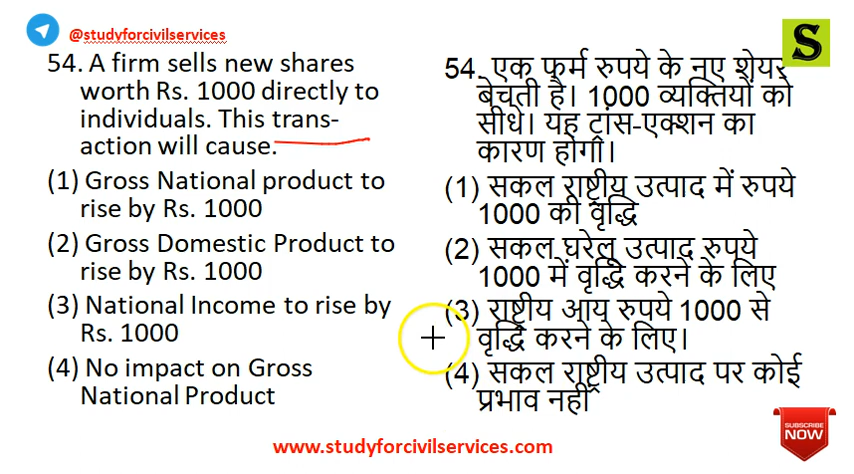 @studyforcivilservices
S
54. A firm sells new shares
worth Rs. 1000 directly to
individuals. This trans-
action will cause.
(1) Gross National product to
rise by Rs. 1000
(2) Gross Domestic Product to
rise by Rs. 1000
(3) National Income to rise by
Rs. 1000
(4) No impact on Gross
National Product
54. एक फर्म रुपये के नए शेयर
बेचती है। 1000 व्यक्तियों को
सीधे। यह ट्रांस-एक्शन का
कारण होगा।
(1) सकल राष्ट्रीय उत्पाद में रुपये
1000 की वृद्धि
(2) सकल घरेलू उत्पाद रुपये
1000 में वृद्धि करने के लिए
(3) राष्ट्रीय आय रुपये 1000 से
वृद्धि करने के लिए।
(4) सकल राष्ट्रीय उत्पाद पर कोई
प्रभाव नहीं
SUBSCRIBE
NOW
www.studyforcivilservices.com